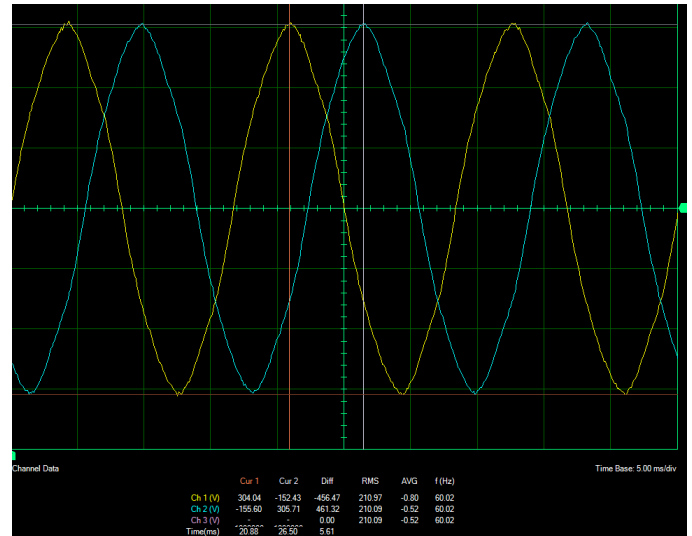 Channel Data Time Base: 5.00 ms/div
Cur 1 Cur 2 Diff RMS AVG f (Hz)
Ch 1 (V) 304.04 -152.43 -456.47 210.97 -0.80 60.02
Ch 2 (V) -155.60 305.71 461.32 210.09 -0.52 60.02
Ch 3 (V) - - 0.00 210.09 -0.52 60.02
Time(ms) 20.88 26.50 5.61